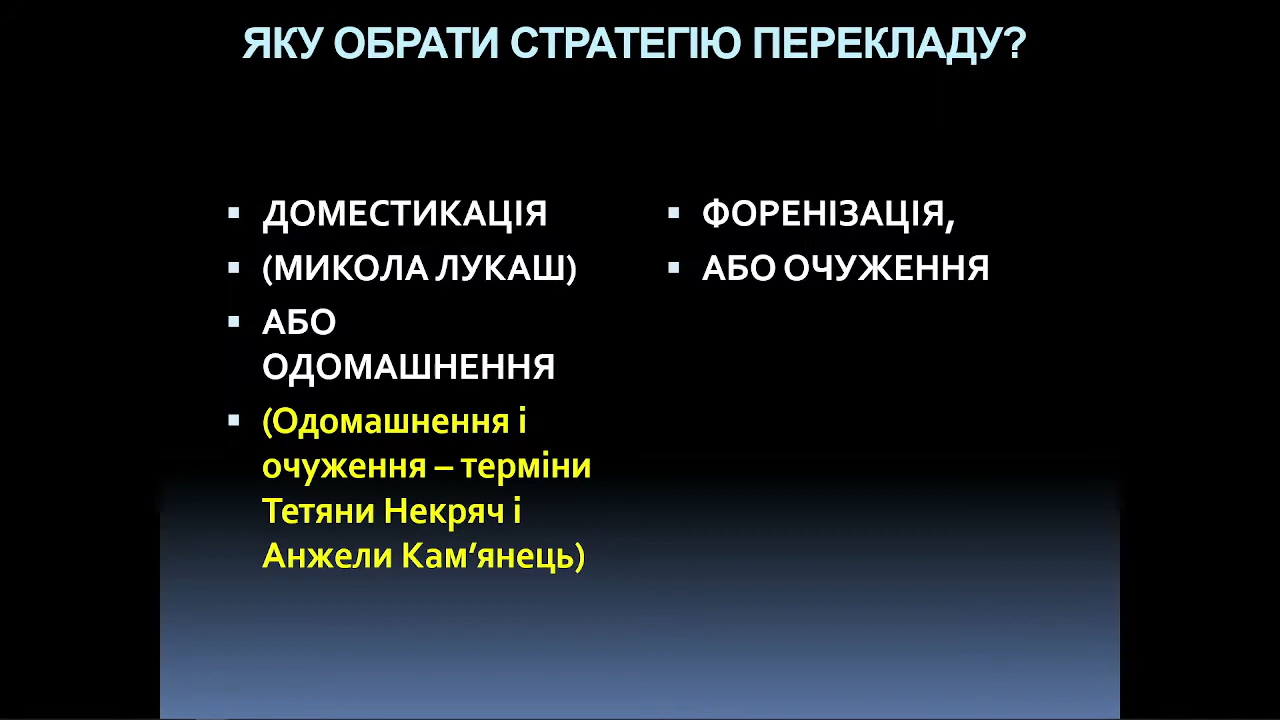 ЯКУ ОБРАТИ СТРАТЕГІЮ ПЕРЕКЛАДУ?
ДОМЕСТИКАЦІЯ
(МИКОЛА ЛУКАШ)
АБО
ОДОМАШНЕННЯ
(Одомашнення і
очуження – терміни
Тетяни Некряч і
Анжели Кам’янець)
ФОРЕНІЗАЦІЯ,
АБО ОЧУЖЕННЯ